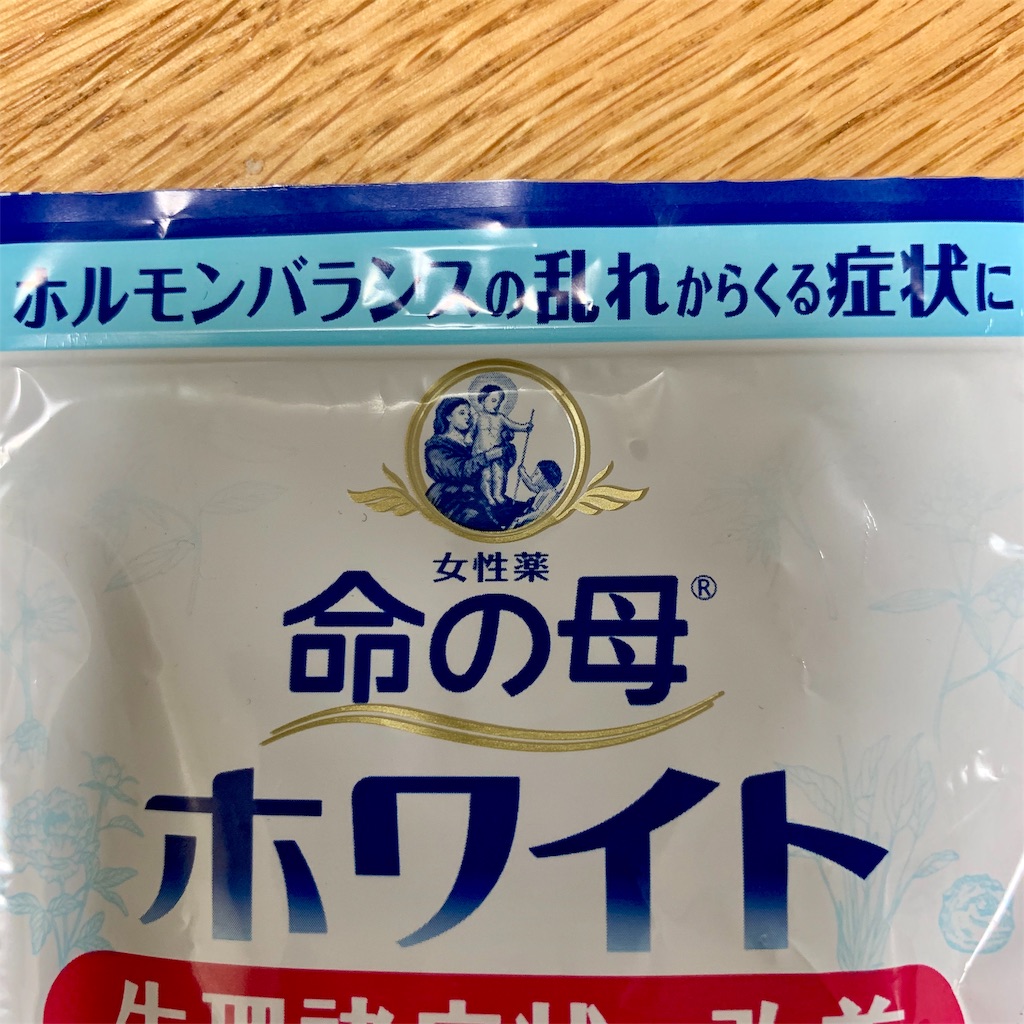 ホルモンバランスの乱れからくる症状に
女性薬
命の母®
ホワイト